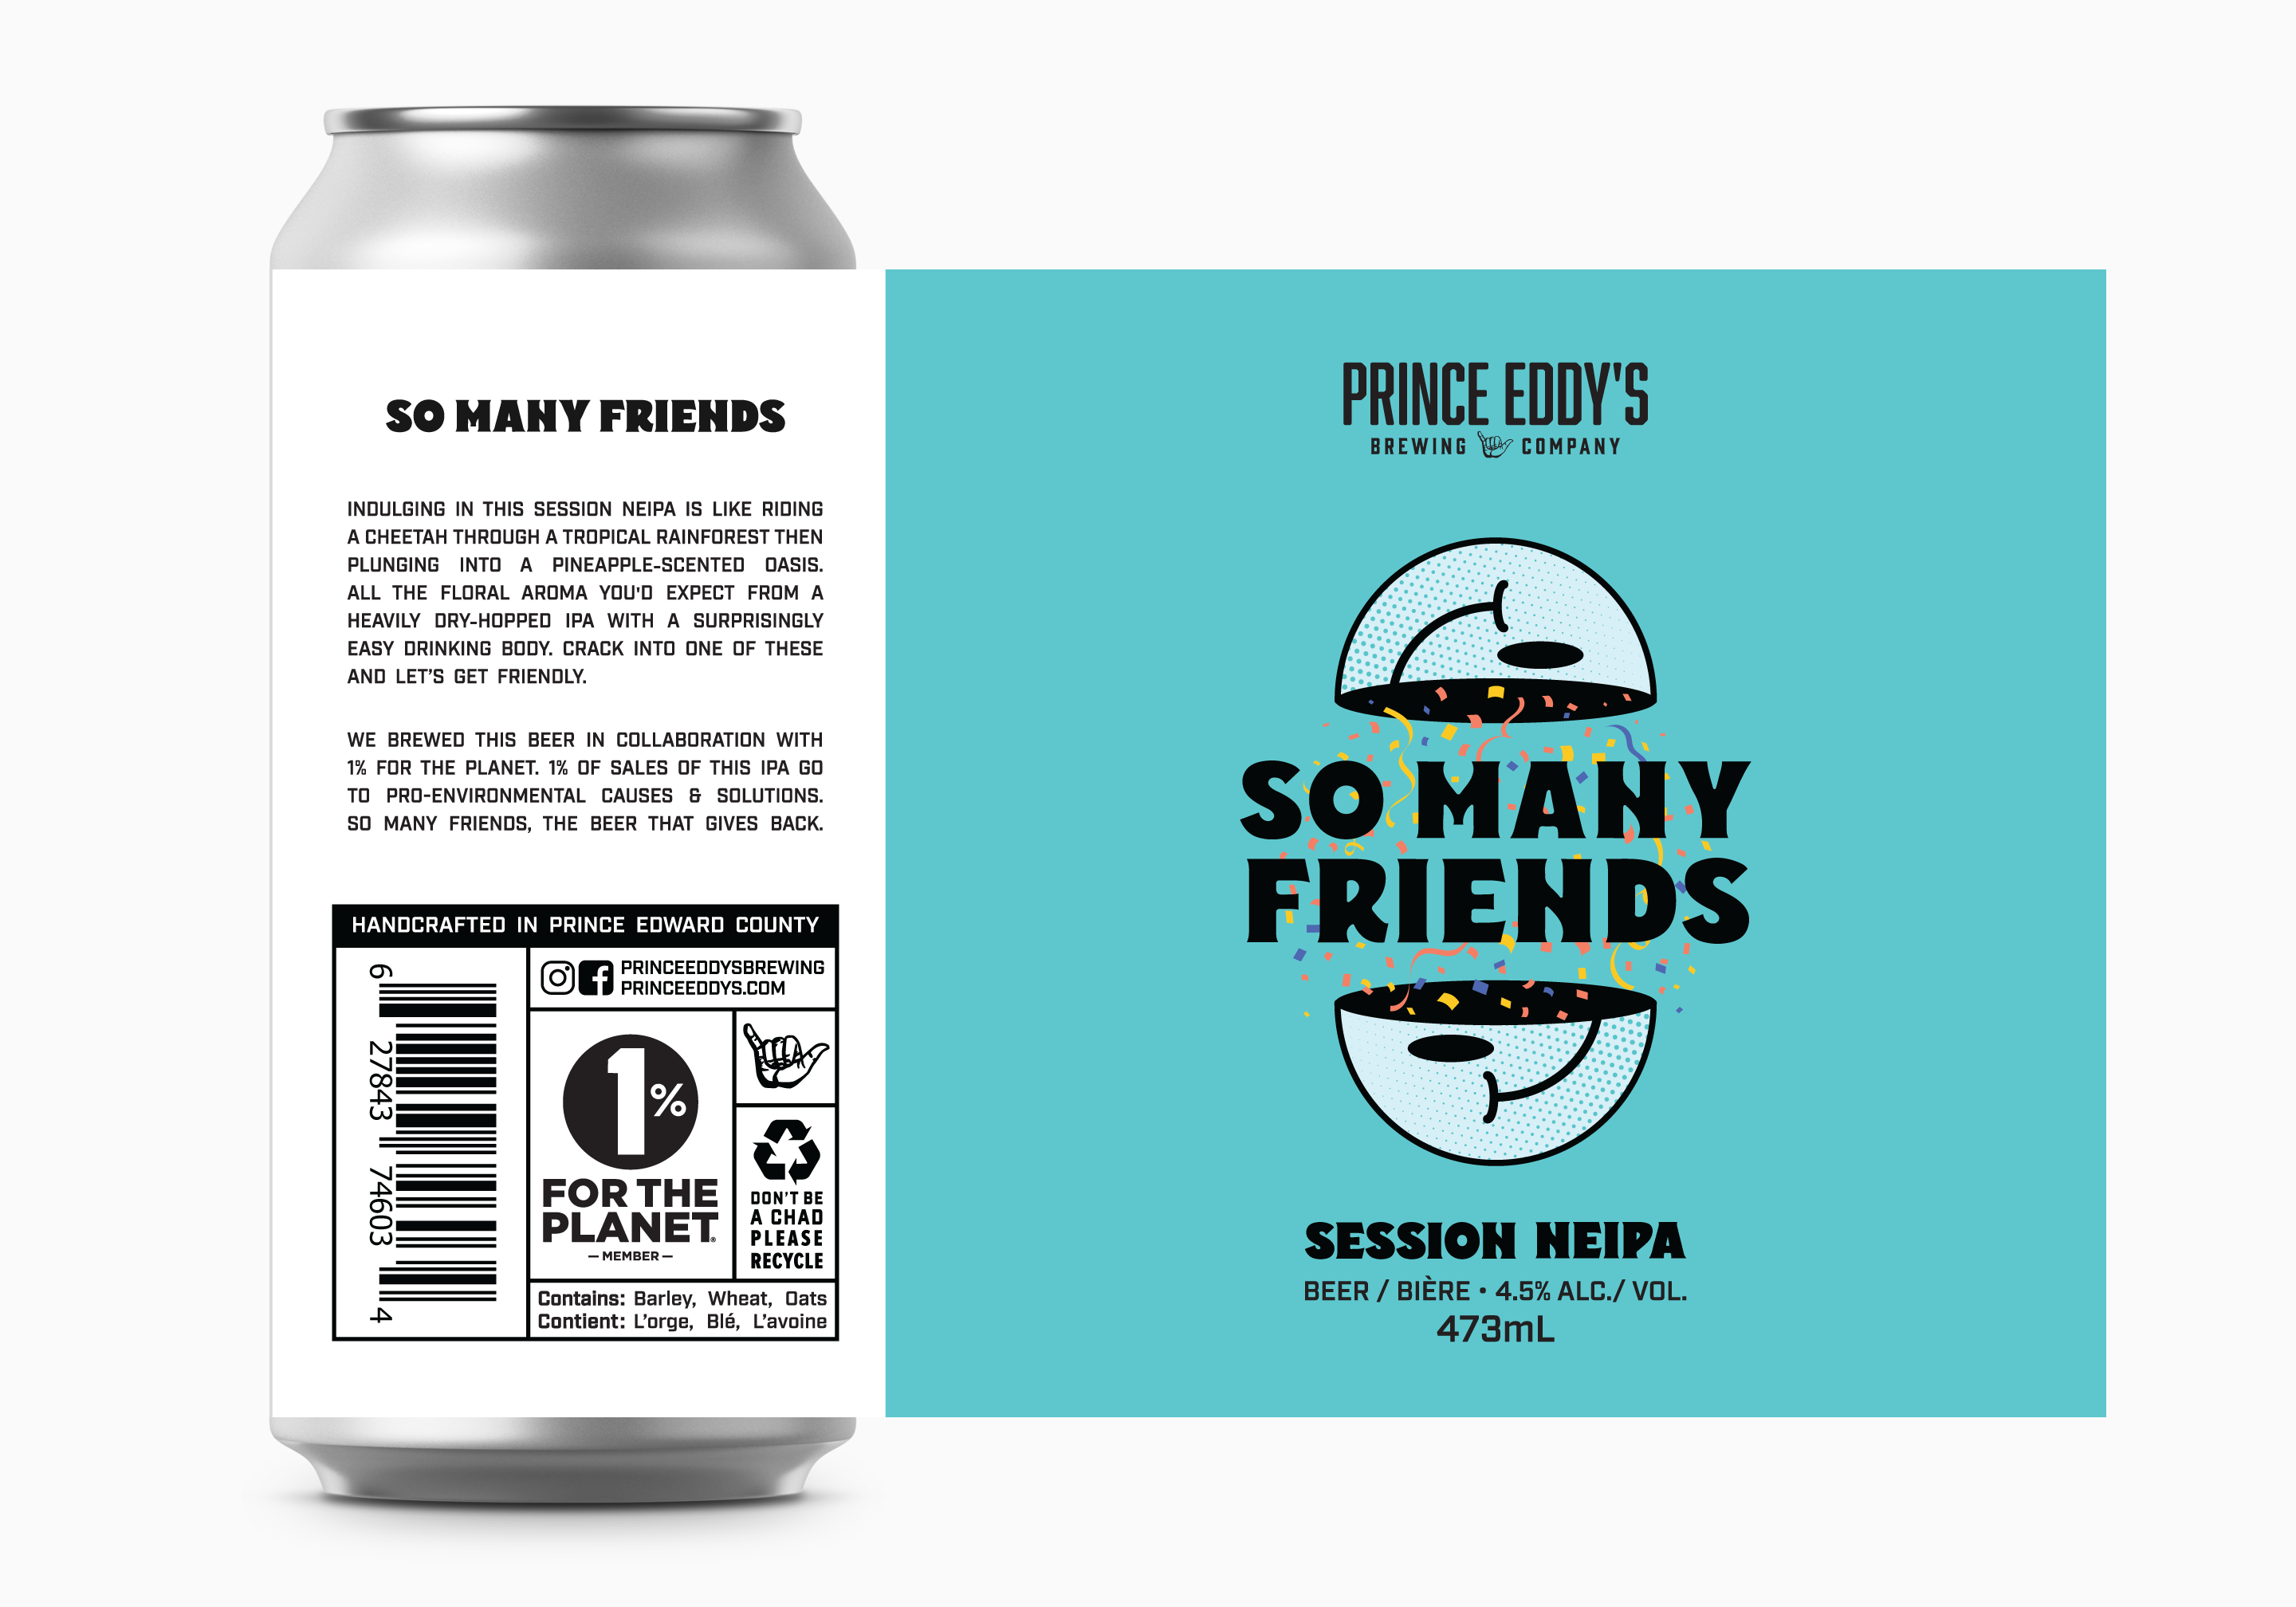 SO MANY FRIENDS
INDULGING IN THIS SESSION NEIPA IS LIKE RIDING
A CHEETAH THROUGH A TROPICAL RAINFOREST THEN
PLUNGING INTO A PINEAPPLE-SCENTED OASIS.
ALL THE FLORAL AROMA YOU'D EXPECT FROM A
HEAVILY DRY-HOPPED IPA WITH A SURPRISINGLY
EASY DRINKING BODY. CRACK INTO ONE OF THESE
AND LET’S GET FRIENDLY.
WE BREWED THIS BEER IN COLLABORATION WITH
1% FOR THE PLANET. 1% OF SALES OF THIS IPA GO
TO PRO-ENVIRONMENTAL CAUSES & SOLUTIONS.
SO MANY FRIENDS, THE BEER THAT GIVES BACK.
HANDCRAFTED IN PRINCE EDWARD COUNTY
6 27843 74603 4
PRINCEEDDYSBREWING
PRINCEEDDYS.COM
1%
FOR THE
PLANET®
— MEMBER —
DON'T BE
A CHAD
PLEASE
RECYCLE
Contains: Barley, Wheat, Oats
Contient: L’orge, Blé, L’avoine
PRINCE EDDY'S
BREWING COMPANY
SO MANY
FRIENDS
SESSION NEIPA
BEER / BIÈRE • 4.5% ALC./ VOL.
473mL